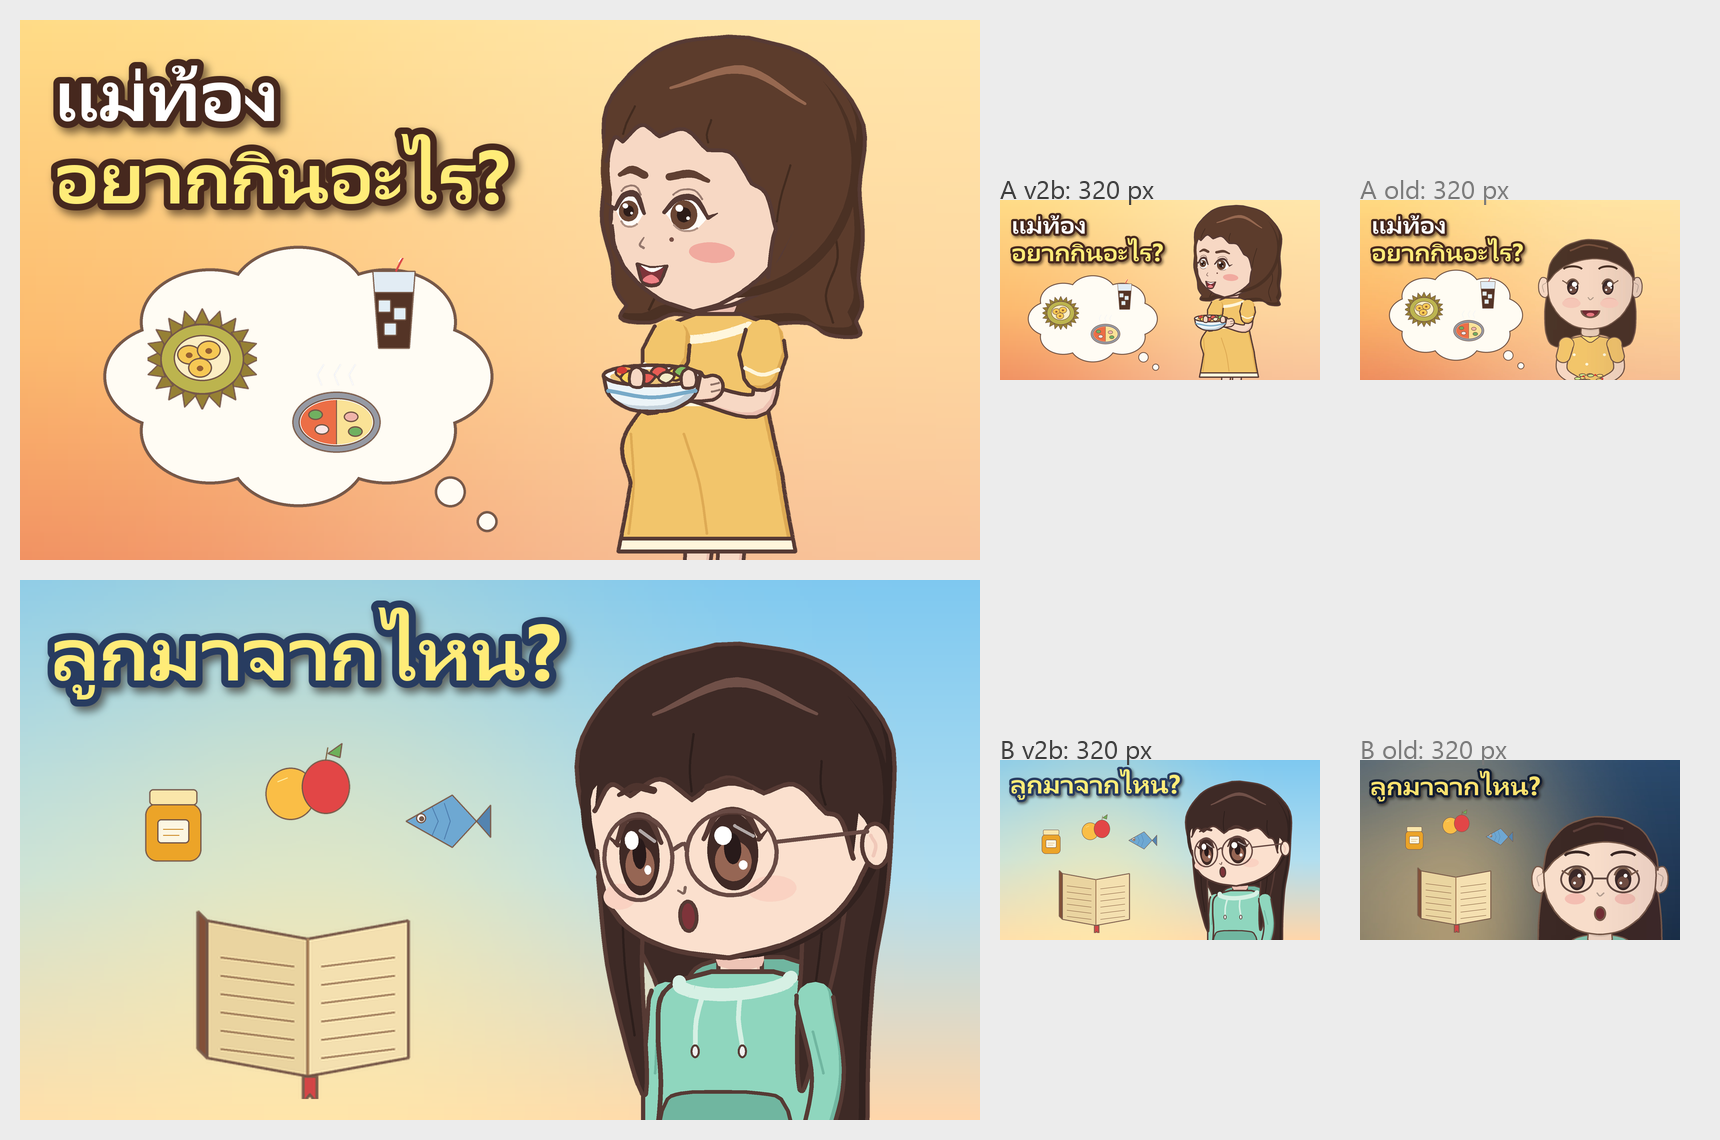 แม่ท้อง
อยากกินอะไร?
A v2b: 320 px
แม่ท้อง
อยากกินอะไร?
A old: 320 px
แม่ท้อง
อยากกินอะไร?
ลูกมาจากไหน?
B v2b: 320 px
ลูกมาจากไหน?
B old: 320 px
ลูกมาจากไหน?